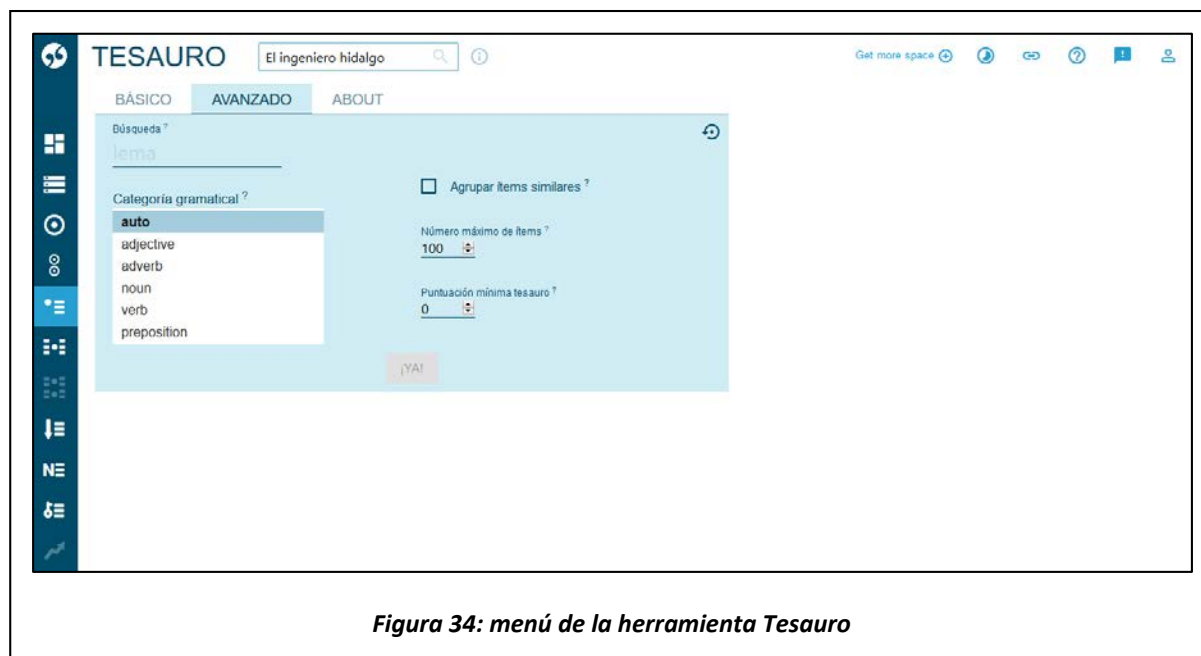 TESAURO
El ingeniero hidalgo
Get more space
BÁSICO AVANZADO ABOUT
Búsqueda ?
lema
Categoría gramatical ?
auto
adjective
adverb
noun
verb
preposition
Agrupar ítems similares ?
Número máximo de ítems ?
100
Puntuación mínima tesauro ?
0
¡YA!
Figura 34: menú de la herramienta Tesauro